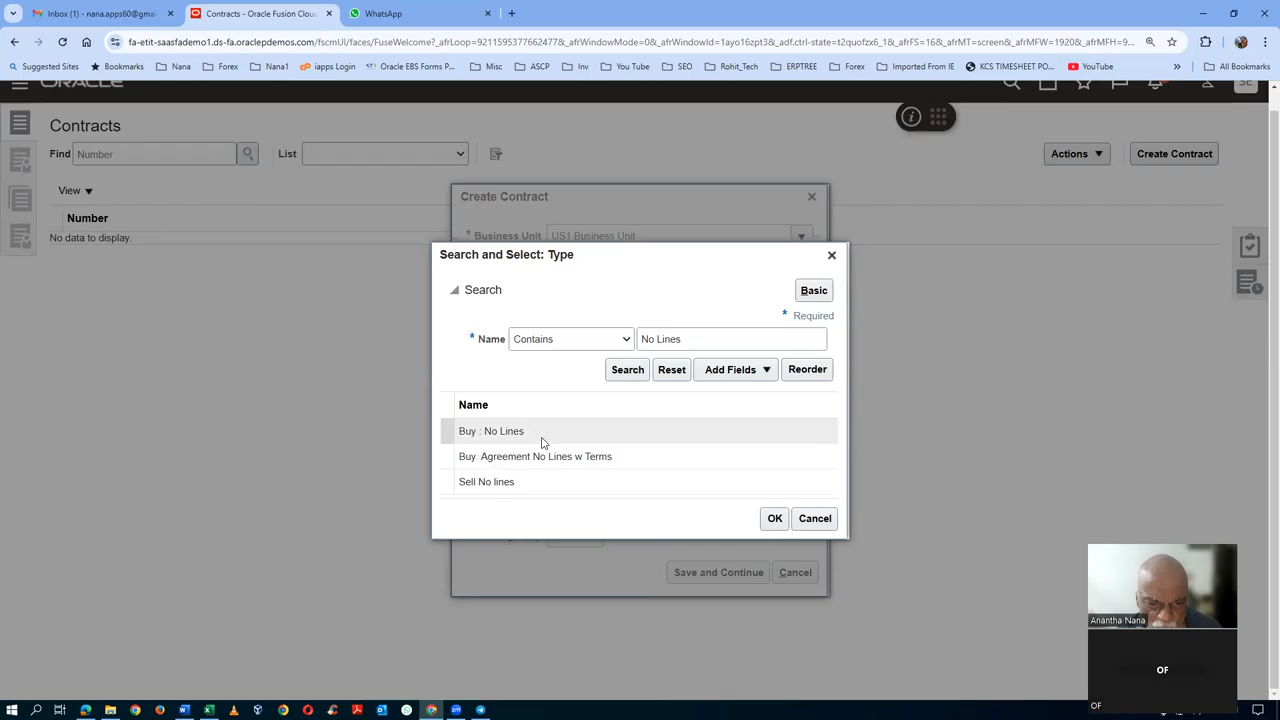 Inbox (1) - nana.apps60@gmail
Contracts - Oracle Fusion Cloud
WhatsApp
fa-etit-saasfademo1.ds-fa.oraclepdemos.com/fscmUI/faces/FuseWelcome?_afrLoop=9211595377662477&_afrWindowMode=0&_afrWindowId=1ayo16zpt3&_adf.ctrl-state=t2quofzx6_1&_afrFS=16&_afrMT=screen&_afrMFW=1920&_afrMFH=9...
Suggested Sites
Bookmarks
Nana
Forex
Nana1
iapps Login
Oracle EBS Forms P...
Misc
ASCP
Inv
You Tube
SEO
Rohit_Tech
ERPTREE
Forex
Imported From IE
KCS TIMESHEET PO...
YouTube
All Bookmarks
ORACLE
SE
Contracts
Find
Number
List
Actions
Create Contract
View
Number
No data to display.
Create Contract
* Business Unit
US1 Business Unit
Search and Select: Type
Search
Basic
* Required
* Name
Contains
No Lines
Search
Reset
Add Fields
Reorder
Name
Buy : No Lines
Buy: Agreement No Lines w Terms
Sell No lines
OK
Cancel
Save and Continue
Cancel
Anantha Nana
OF
OF